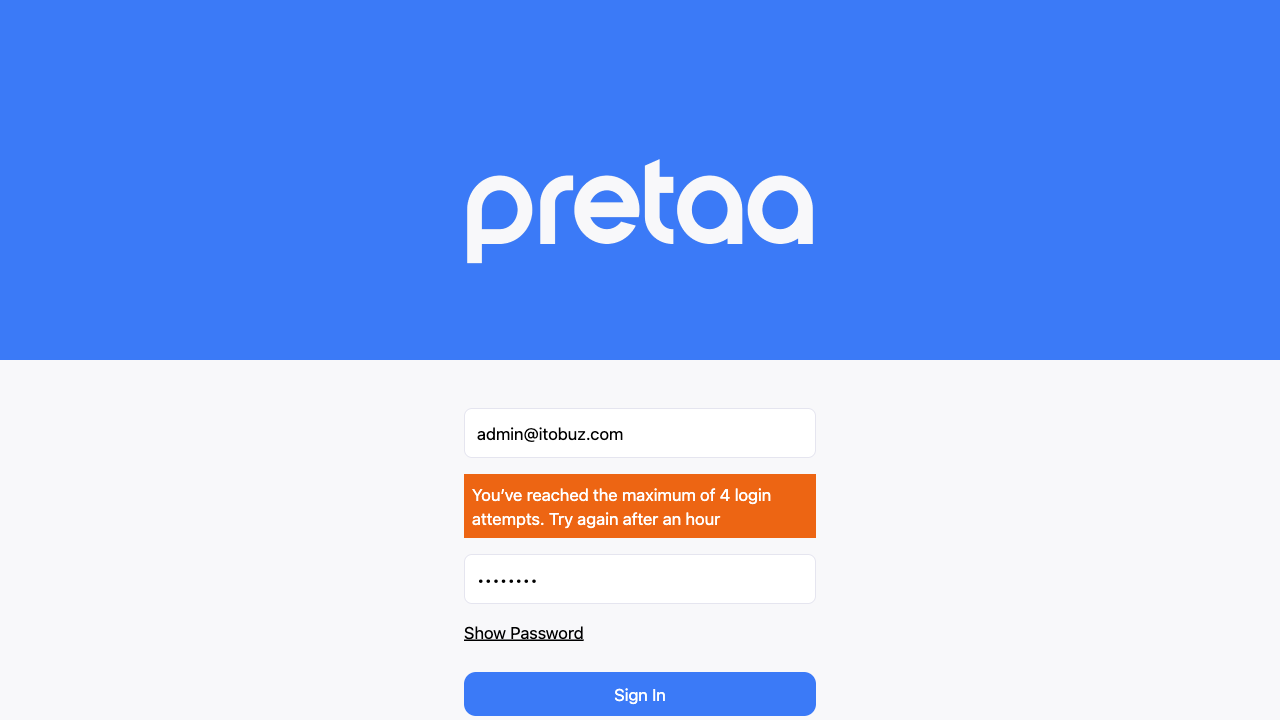 pretaa
admin@itobuz.com
You've reached the maximum of 4 login
attempts. Try again after an hour
••••••••
Show Password
Sign In